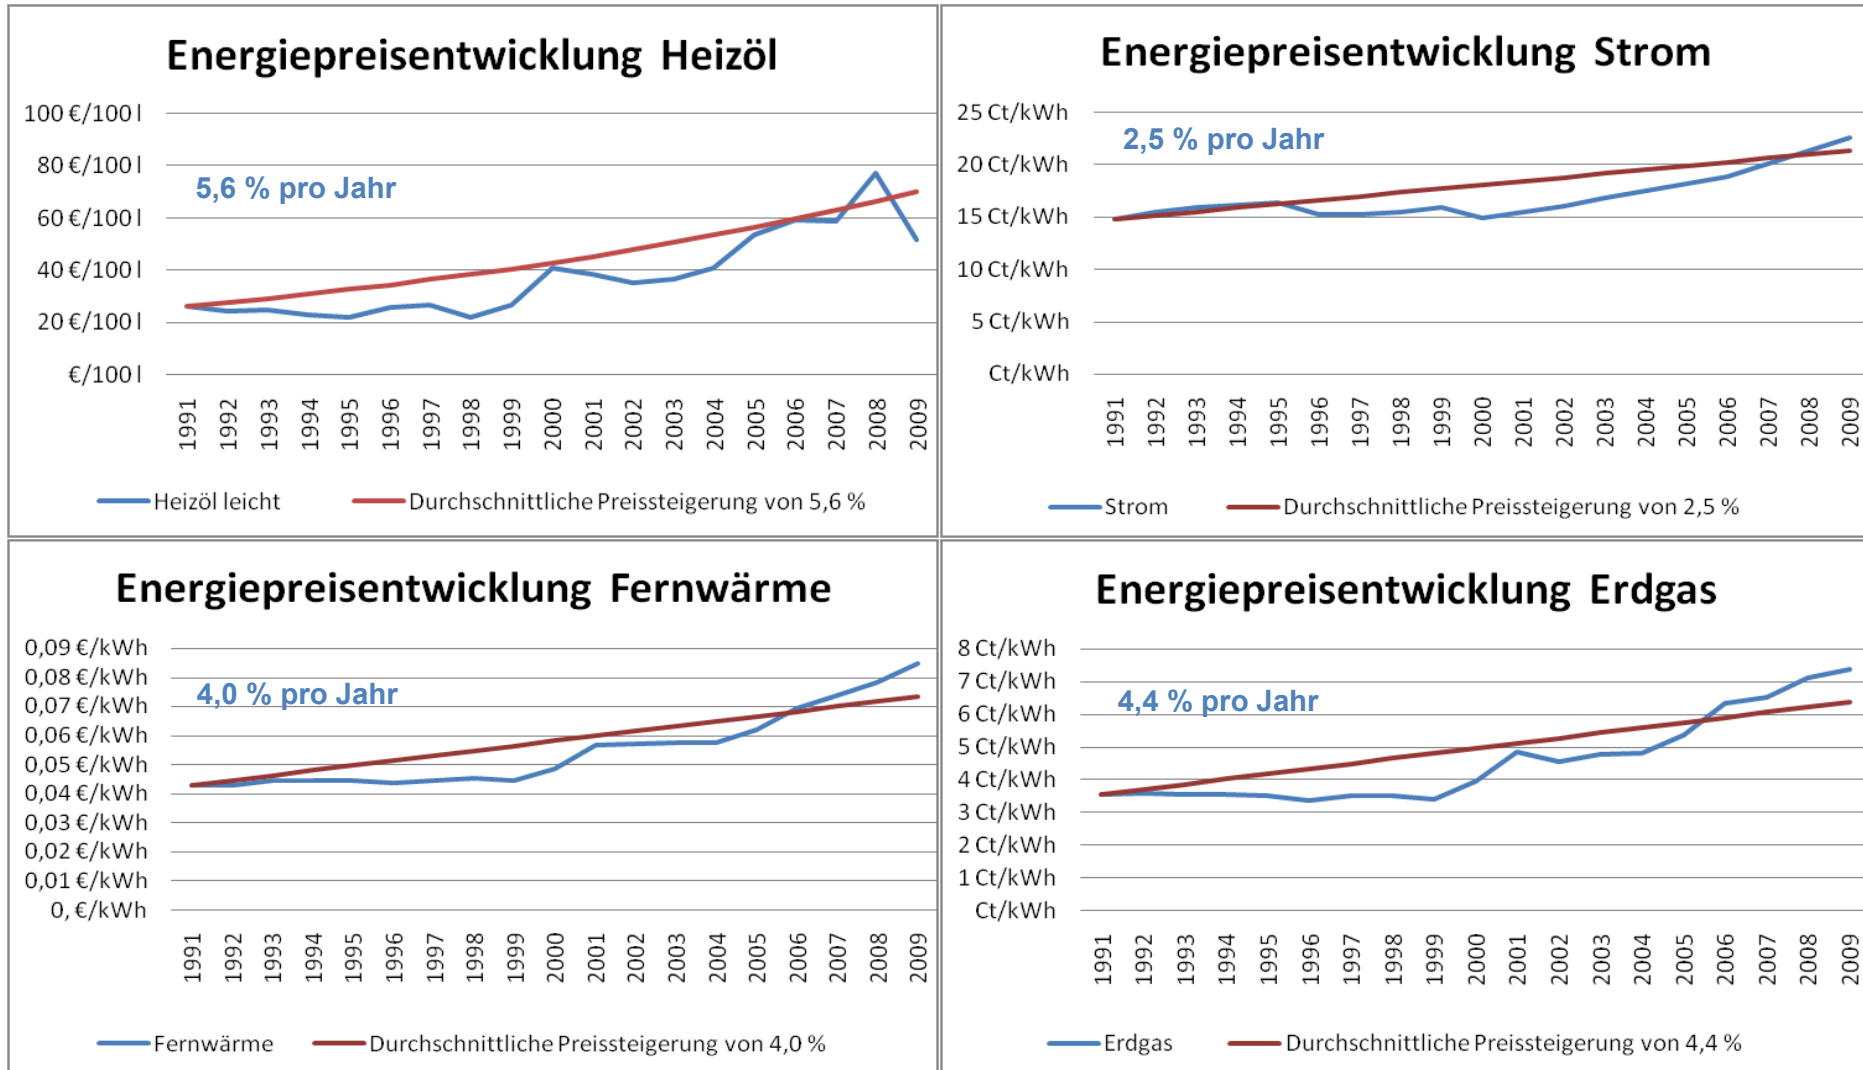 Energiepreisentwicklung Heizöl
100 €/100 l
80 €/100 l
60 €/100 l
40 €/100 l
20 €/100 l
€/100 l
5,6 % pro Jahr
1991
1992
1993
1994
1995
1996
1997
1998
1999
2000
2001
2002
2003
2004
2005
2006
2007
2008
2009
Heizöl leicht
Durchschnittliche Preissteigerung von 5,6 %
Energiepreisentwicklung Strom
25 Ct/kWh
20 Ct/kWh
15 Ct/kWh
10 Ct/kWh
5 Ct/kWh
Ct/kWh
2,5 % pro Jahr
1991
1992
1993
1994
1995
1996
1997
1998
1999
2000
2001
2002
2003
2004
2005
2006
2007
2008
2009
Strom
Durchschnittliche Preissteigerung von 2,5 %
Energiepreisentwicklung Fernwärme
0,09 €/kWh
0,08 €/kWh
0,07 €/kWh
0,06 €/kWh
0,05 €/kWh
0,04 €/kWh
0,03 €/kWh
0,02 €/kWh
0,01 €/kWh
0, €/kWh
4,0 % pro Jahr
1991
1992
1993
1994
1995
1996
1997
1998
1999
2000
2001
2002
2003
2004
2005
2006
2007
2008
2009
Fernwärme
Durchschnittliche Preissteigerung von 4,0 %
Energiepreisentwicklung Erdgas
8 Ct/kWh
7 Ct/kWh
6 Ct/kWh
5 Ct/kWh
4 Ct/kWh
3 Ct/kWh
2 Ct/kWh
1 Ct/kWh
Ct/kWh
4,4 % pro Jahr
1991
1992
1993
1994
1995
1996
1997
1998
1999
2000
2001
2002
2003
2004
2005
2006
2007
2008
2009
Erdgas
Durchschnittliche Preissteigerung von 4,4 %